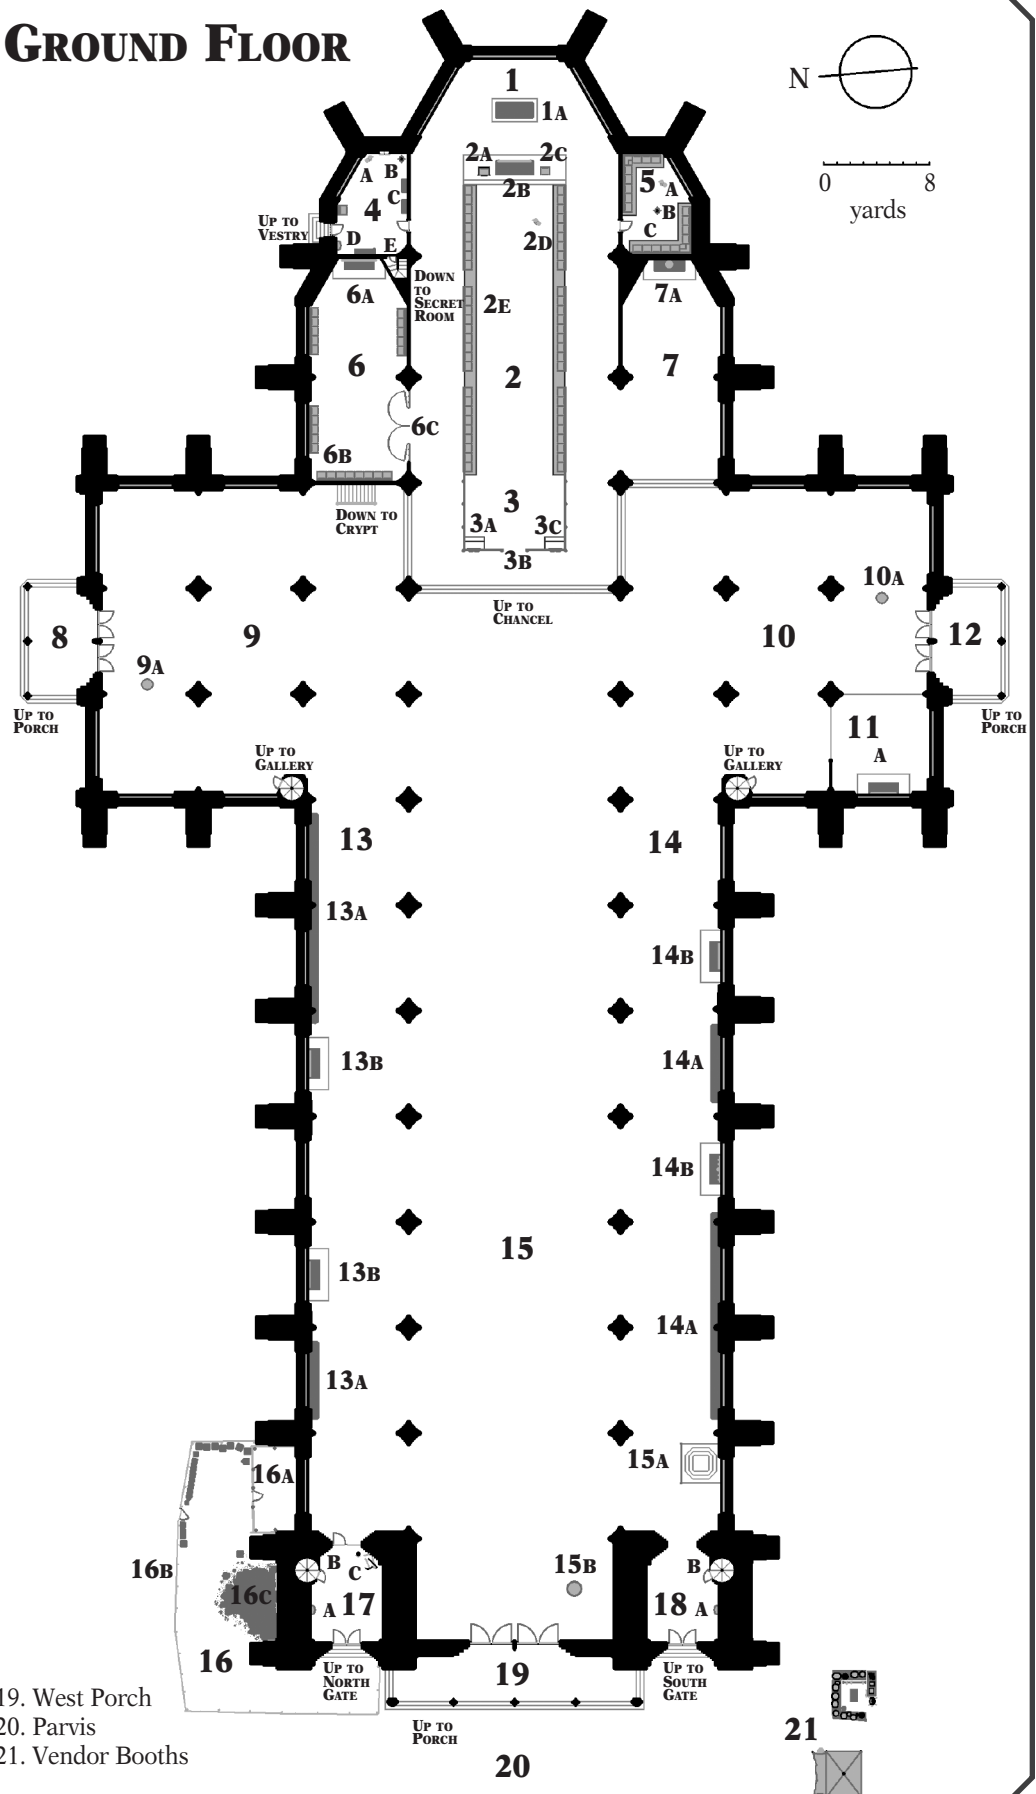 GROUND FLOOR
N
0 8
yards
1
1A
2A 2C
2B
A B
C
4
D E
5
A
B
C
UP TO
VESTRY
2D
DOWN
TO
SECRET
ROOM
6A
7A
2E
6
2
7
6C
6B
3
DOWN TO
CRYPT
3A 3C
3B
UP TO
CHANCEL
10A
8
9
10
12
9A
UP TO
PORCH
UP TO
PORCH
11
A
UP TO
GALLERY
UP TO
GALLERY
13
14
13A
14B
13B
14A
14B
15
13B
14A
13A
15A
16A
16B
B C
15B
B
16C
A 17
18 A
16
UP TO
NORTH
GATE
19
UP TO
SOUTH
GATE
UP TO
PORCH
20
21
19. West Porch
20. Parvis
21. Vendor Booths